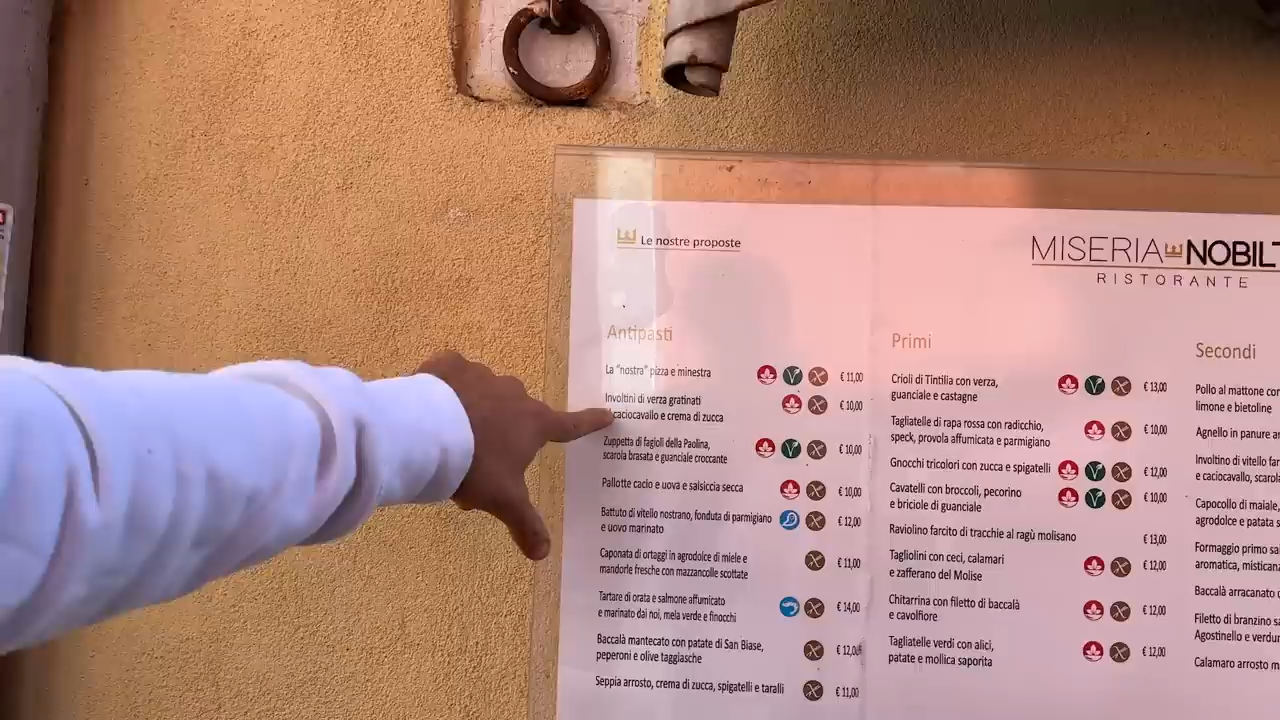 Le nostre proposte
MISERIA E NOBILT
RISTORANTE
Antipasti
La "nostra" pizza e minestra € 11,00
Involtini di verza gratinati
caciocavallo e crema di zucca € 10,00
Zuppetta di fagioli della Paolina,
scarola brasata e guanciale croccante € 10,00
Pallotte cacio e uova e salsiccia secca € 10,00
Battuto di vitello nostrano, fonduta di parmigiano
e uovo marinato € 12,00
Caponata di ortaggi in agrodolce di miele e
mandorle fresche con mazzancolle scottate € 11,00
Tartare di orata e salmone affumicato
e marinato dai noi, mela verde e finocchi € 14,00
Baccalà mantecato con patate di San Biase,
peperoni e olive taggiasche € 12,00
Seppia arrosto, crema di zucca, spigatelli e taralli € 11,00
Primi
Crioli di Tintilia con verza,
guanciale e castagne € 13,00
Tagliatelle di rapa rossa con radicchio,
speck, provola affumicata e parmigiano € 10,00
Gnocchi tricolori con zucca e spigatelli € 12,00
Cavatelli con broccoli, pecorino
e briciole di guanciale € 10,00
Raviolino farcito di tracchie al ragù molisano € 13,00
Tagliolini con ceci, calamari
e zafferano del Molise € 12,00
Chitarrina con filetto di baccalà
e cavolfiore € 12,00
Tagliatelle verdi con alici,
patate e mollica saporita € 12,00
Secondi
Pollo al mattone con
limone e bietoline
Agnello in panure
Involtino di vitello
e caciocavallo,
Capocollo di maiale,
agrodolce e patata
Formaggio primo
aromatica,
Baccalà arracanato
Filetto di branzino
Agostinello e
Calamaro arrosto